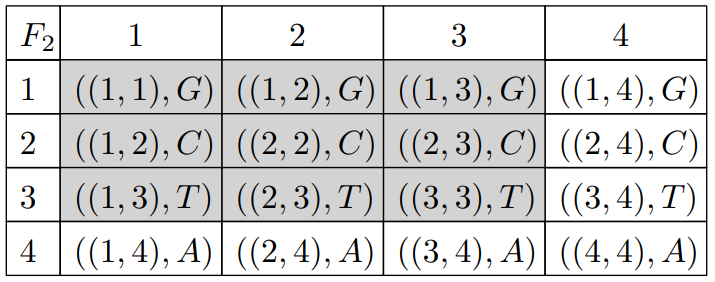 F₂ 1 2 3 4
1 ((1, 1), G) ((1, 2), G) ((1, 3), G) ((1, 4), G)
2 ((1, 2), C) ((2, 2), C) ((2, 3), C) ((2, 4), C)
3 ((1, 3), T) ((2, 3), T) ((3, 3), T) ((3, 4), T)
4 ((1, 4), A) ((2, 4), A) ((3, 4), A) ((4, 4), A)